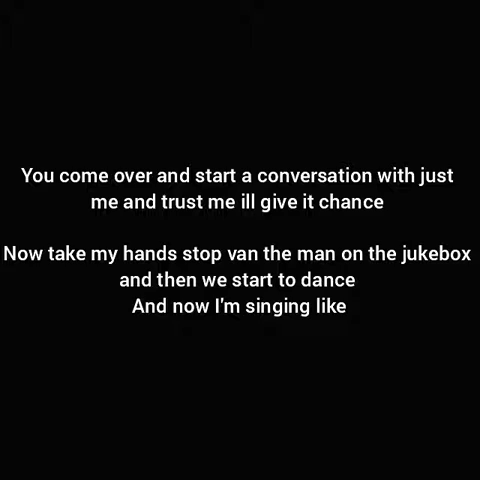 You come over and start a conversation with just
me and trust me ill give it chance
Now take my hands stop van the man on the jukebox
and then we start to dance
And now I'm singing like